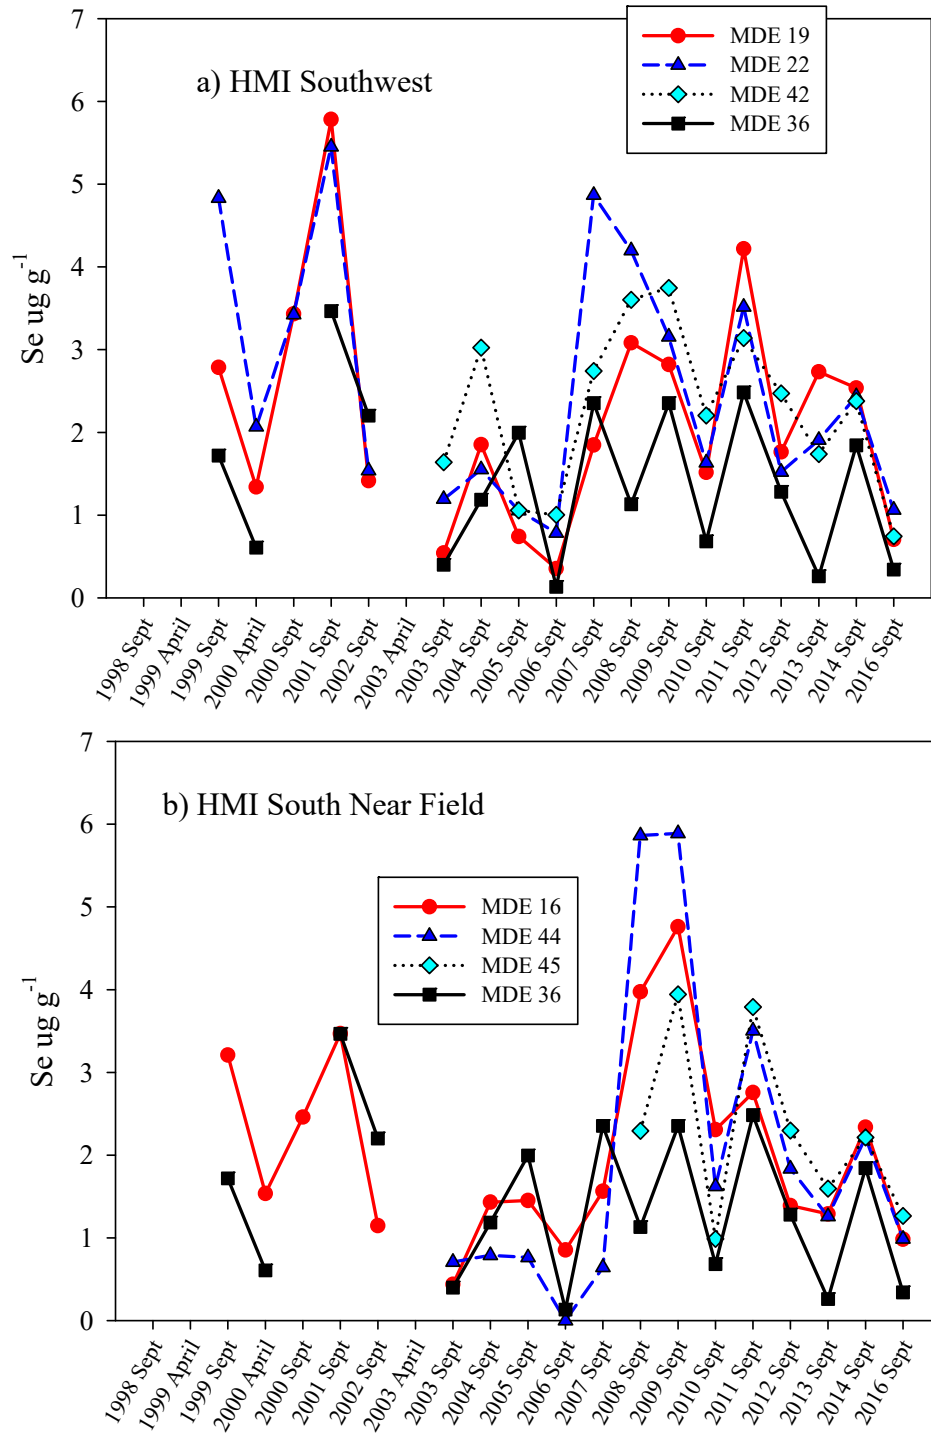 7
6
5
4
3
2
1
0
Se ug g-1
a) HMI Southwest
MDE 19
MDE 22
MDE 42
MDE 36
1998 Sept
1999 April
1999 Sept
2000 April
2000 Sept
2001 Sept
2002 Sept
2003 April
2003 Sept
2004 Sept
2005 Sept
2006 Sept
2007 Sept
2008 Sept
2009 Sept
2010 Sept
2011 Sept
2012 Sept
2013 Sept
2014 Sept
2016 Sept
7
6
5
4
3
2
1
0
Se ug g-1
b) HMI South Near Field
MDE 16
MDE 44
MDE 45
MDE 36
1998 Sept
1999 April
1999 Sept
2000 April
2000 Sept
2001 Sept
2002 Sept
2003 April
2003 Sept
2004 Sept
2005 Sept
2006 Sept
2007 Sept
2008 Sept
2009 Sept
2010 Sept
2011 Sept
2012 Sept
2013 Sept
2014 Sept
2016 Sept